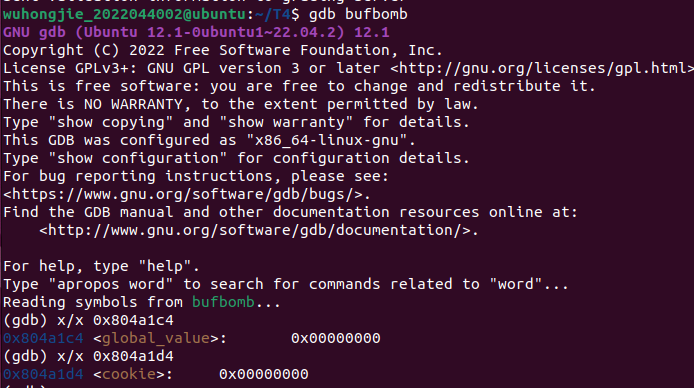 wuhongjie_2022044002@ubuntu:~/T4$ gdb bufbomb
GNU gdb (Ubuntu 12.1-0ubuntu1~22.04.2) 12.1
Copyright (C) 2022 Free Software Foundation, Inc.
License GPLv3+: GNU GPL version 3 or later <http://gnu.org/licenses/gpl.html>
This is free software: you are free to change and redistribute it.
There is NO WARRANTY, to the extent permitted by law.
Type "show copying" and "show warranty" for details.
This GDB was configured as "x86_64-linux-gnu".
Type "show configuration" for configuration details.
For bug reporting instructions, please see:
<https://www.gnu.org/software/gdb/bugs/>.
Find the GDB manual and other documentation resources online at:
    <http://www.gnu.org/software/gdb/documentation/>.

For help, type "help".
Type "apropos word" to search for commands related to "word"...
Reading symbols from bufbomb...
(gdb) x/x 0x804a1c4
0x804a1c4 <global_value>:       0x00000000
(gdb) x/x 0x804a1d4
0x804a1d4 <cookie>:     0x00000000